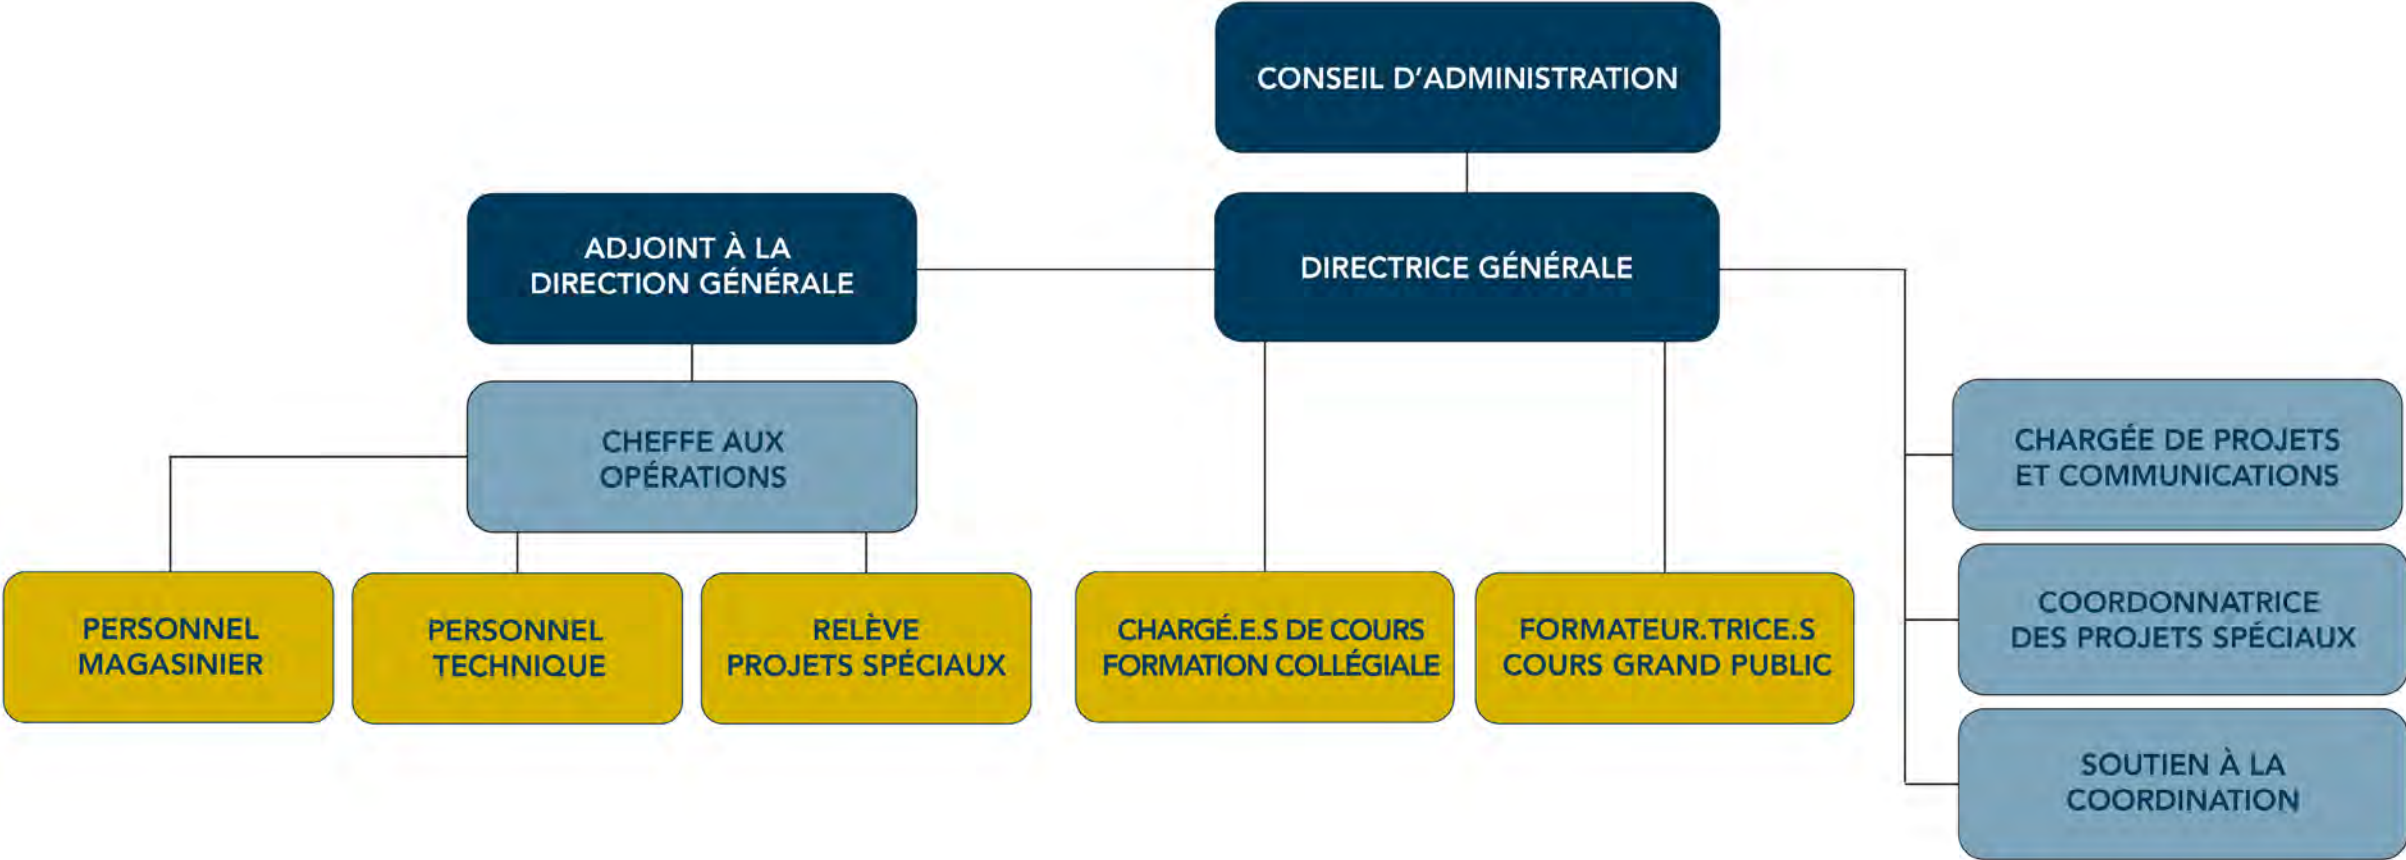 CONSEIL D'ADMINISTRATION
ADJOINT À LA
DIRECTION GÉNÉRALE
DIRECTRICE GÉNÉRALE
CHEFFE AUX
OPÉRATIONS
CHARGÉE DE PROJETS
ET COMMUNICATIONS
PERSONNEL
MAGASINIER
PERSONNEL
TECHNIQUE
RELÈVE
PROJETS SPÉCIAUX
CHARGÉ.E.S DE COURS
FORMATION COLLÉGIALE
FORMATEUR.TRICE.S
COURS GRAND PUBLIC
COORDONNATRICE
DES PROJETS SPÉCIAUX
SOUTIEN À LA
COORDINATION